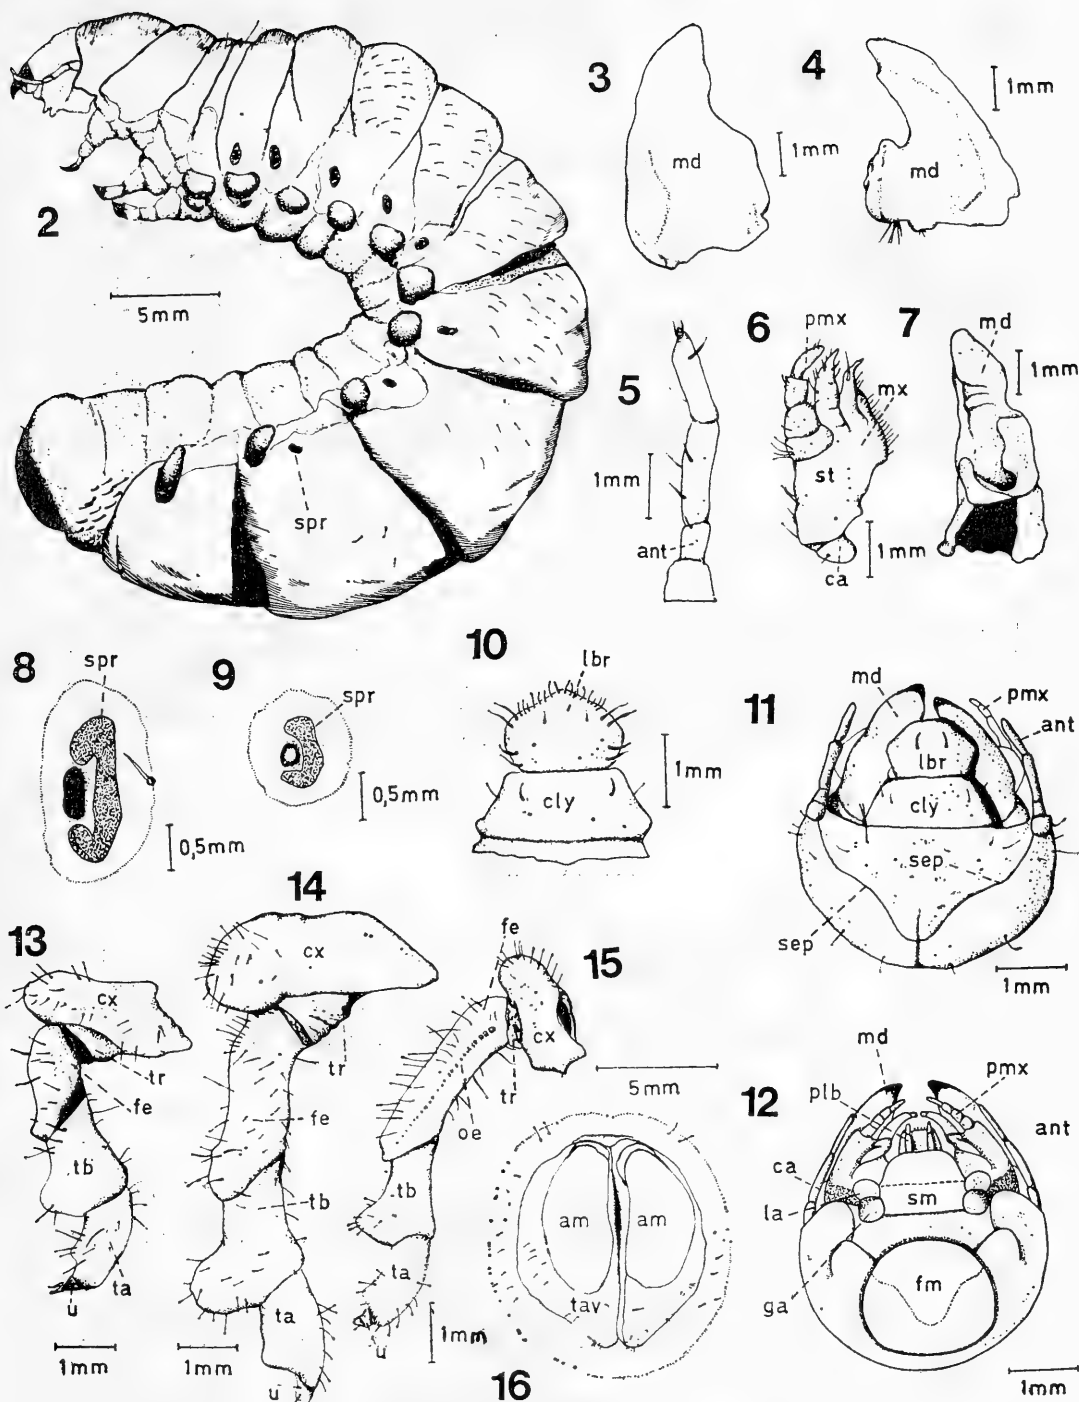 2
5mm
spr
3
md
1mm
4
md
1mm
5
1mm
ant
6
pmx
mx
st
ca
1mm
7
md
1mm
8
spr
0,5mm
9
spr
0,5mm
10
lbr
cly
1mm
11
md
pmx
ant
lbr
cly
sep
sep
1mm
12
md
pmx
plb
ant
ca
la
sm
ga
fm
1mm
13
cx
tr
fe
tb
ta
u
1mm
14
cx
tr
fe
tb
ta
u
1mm
15
fe
cx
tr
oe
tb
ta
u
1mm
16
5mm
am
am
tav